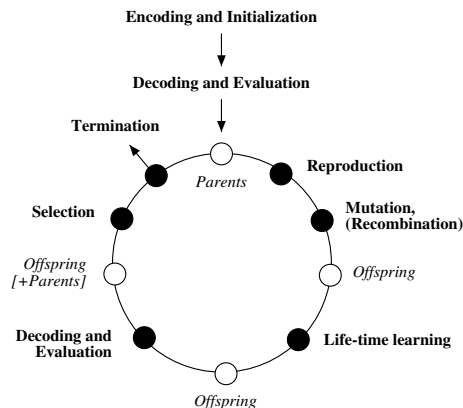 Encoding and Initialization
Decoding and Evaluation
Termination
Parents
Reproduction
Selection
Mutation,
(Recombination)
Offspring
[+Parents]
Offspring
Decoding and
Evaluation
Life-time learning
Offspring